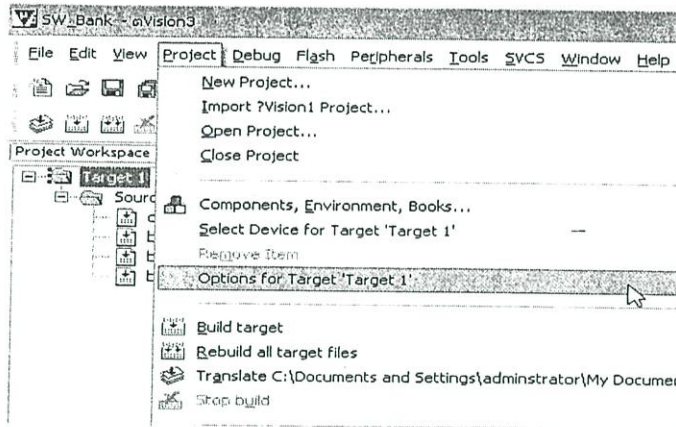 SW_Bank - µVision3
File Edit View Project Debug Flash Peripherals Tools SVCS Window Help
New Project...
Import ?Vision1 Project...
Open Project...
Close Project
Project Workspace
Target 1
Sourc
Components, Environment, Books...
Select Device for Target 'Target 1'
Remove Item
Options for Target 'Target 1'
c
b
b
b
Build target
Rebuild all target files
Translate C:\Documents and Settings\adminstrator\My Documen
Stop build